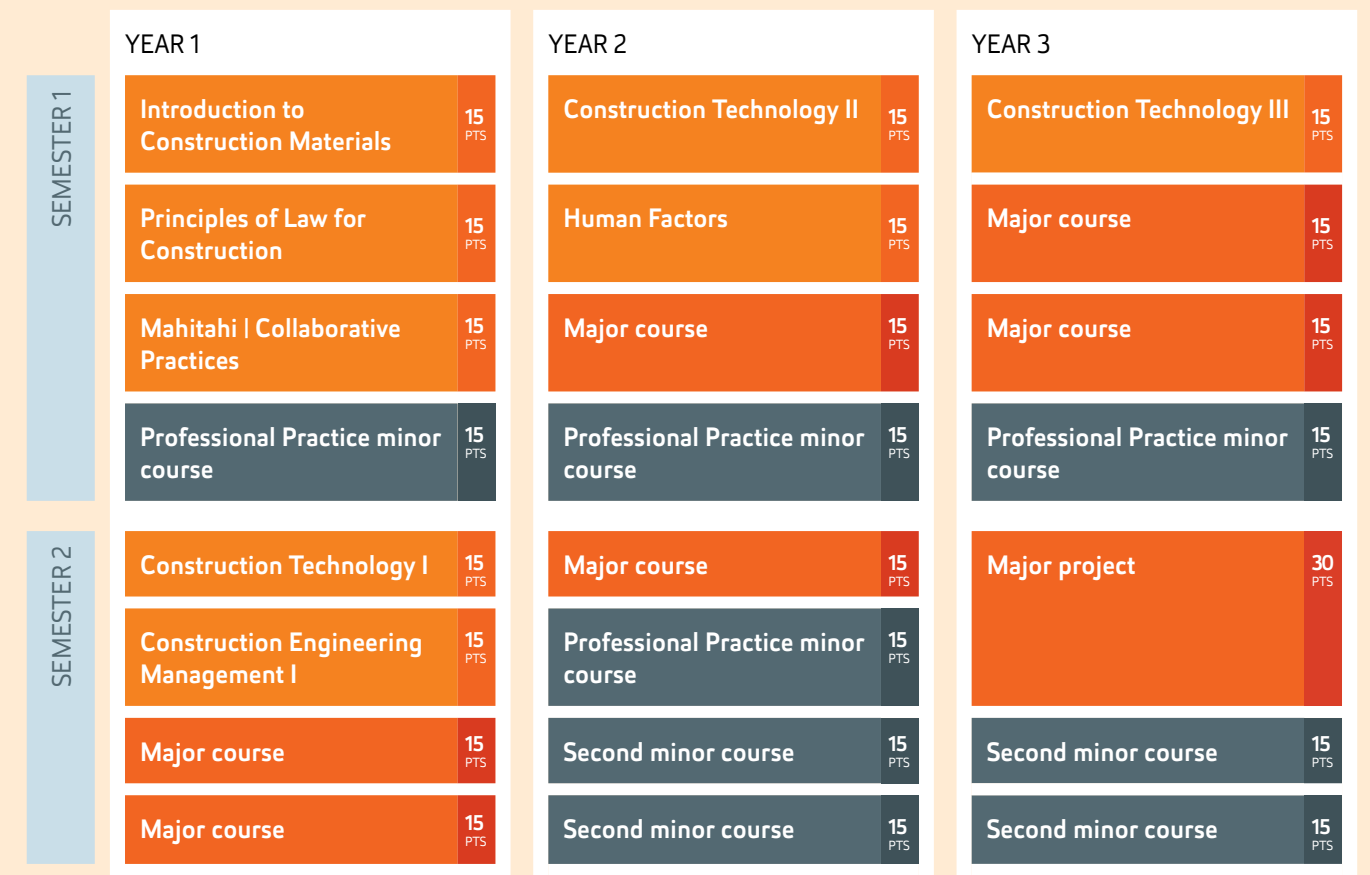 YEAR 1
YEAR 2
YEAR 3
SEMESTER 1
Introduction to
Construction Materials
15
PTS
Construction Technology II
15
PTS
Construction Technology III
15
PTS
Principles of Law for
Construction
15
PTS
Human Factors
15
PTS
Major course
15
PTS
Mahitahi | Collaborative
Practices
15
PTS
Major course
15
PTS
Major course
15
PTS
Professional Practice minor
course
15
PTS
Professional Practice minor
course
15
PTS
Professional Practice minor
course
15
PTS
SEMESTER 2
Construction Technology I
15
PTS
Major course
15
PTS
Major project
30
PTS
Construction Engineering
Management I
15
PTS
Professional Practice minor
course
15
PTS
Major course
15
PTS
Second minor course
15
PTS
Second minor course
15
PTS
Major course
15
PTS
Second minor course
15
PTS
Second minor course
15
PTS